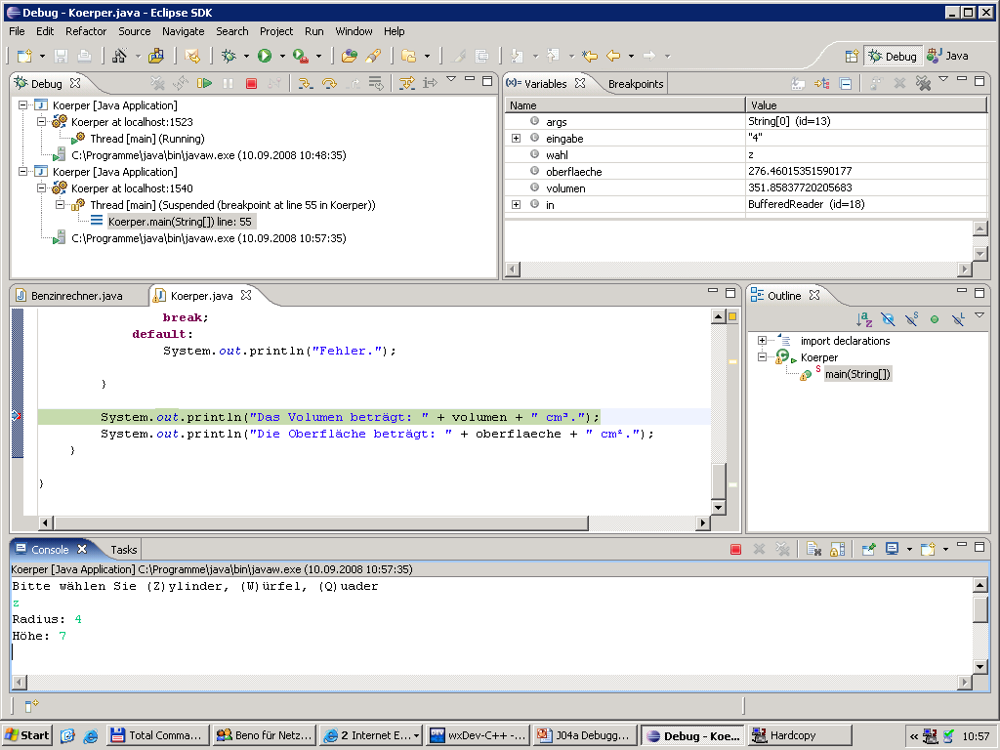 Debug - Koerper.java - Eclipse SDK
File Edit Refactor Source Navigate Search Project Run Window Help
Debug Java
Debug
Koerper [Java Application]
Koerper at localhost:1523
Thread [main] (Running)
C:\Programme\java\bin\javaw.exe (10.09.2008 10:48:35)
Koerper [Java Application]
Koerper at localhost:1540
Thread [main] (Suspended (breakpoint at line 55 in Koerper))
Koerper.main(String[]) line: 55
C:\Programme\java\bin\javaw.exe (10.09.2008 10:57:35)
(x)= Variables Breakpoints
Name Value
args String[0] (id=13)
eingabe "4"
wahl z
oberflaeche 276.46015351590177
volumen 351.85837720205683
in BufferedReader (id=18)
Benzinrechner.java Koerper.java
break;
default:
System.out.println("Fehler.");
}
System.out.println("Das Volumen beträgt: " + volumen + " cm³.");
System.out.println("Die Oberfläche beträgt: " + oberflaeche + " cm².");
}
}
Outline
import declarations
Koerper
main(String[])
Console Tasks
Koerper [Java Application] C:\Programme\java\bin\javaw.exe (10.09.2008 10:57:35)
Bitte wählen Sie (Z)ylinder, (W)ürfel, (Q)uader
z
Radius: 4
Höhe: 7
Start Total Comma... Beno für Netz... 2 Internet E... wxDev-C++ -... J04a Debugg... Debug - Koe... Hardcopy « 10:57